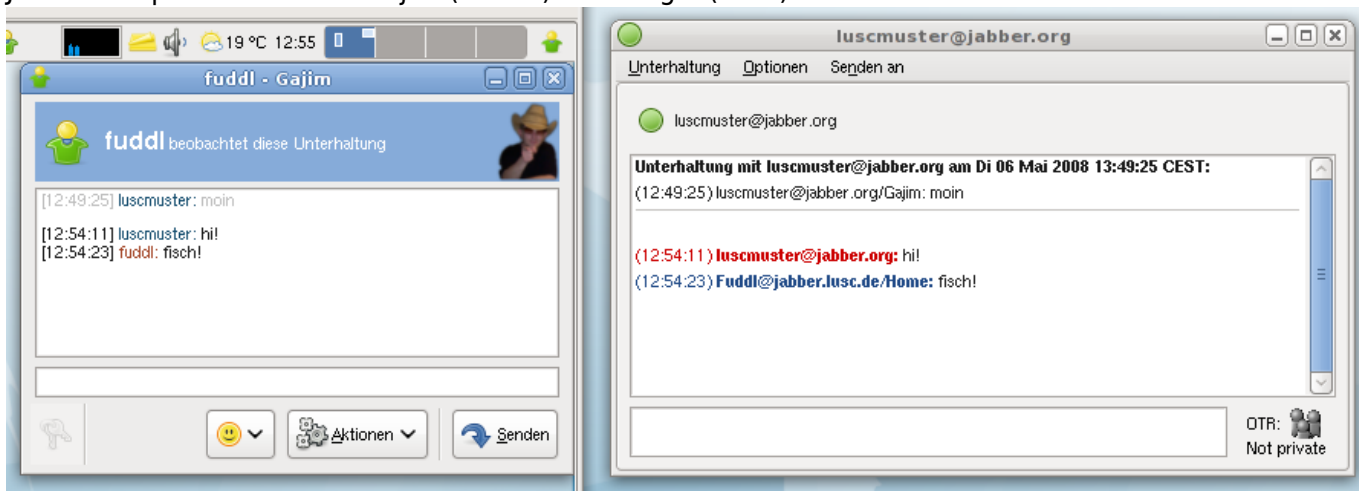 19 °C 12:55
fuddl - Gajim
fuddl beobachtet diese Unterhaltung
[12:49:25] luscmuster: moin
[12:54:11] luscmuster: hi!
[12:54:23] fuddl: fisch!
Aktionen
Senden
luscmuster@jabber.org
Unterhaltung Optionen Senden an
luscmuster@jabber.org
Unterhaltung mit luscmuster@jabber.org am Di 06 Mai 2008 13:49:25 CEST:
(12:49:25) luscmuster@jabber.org/Gajim: moin
(12:54:11) luscmuster@jabber.org: hi!
(12:54:23) Fuddl@jabber.lusc.de/Home: fisch!
OTR:
Not private